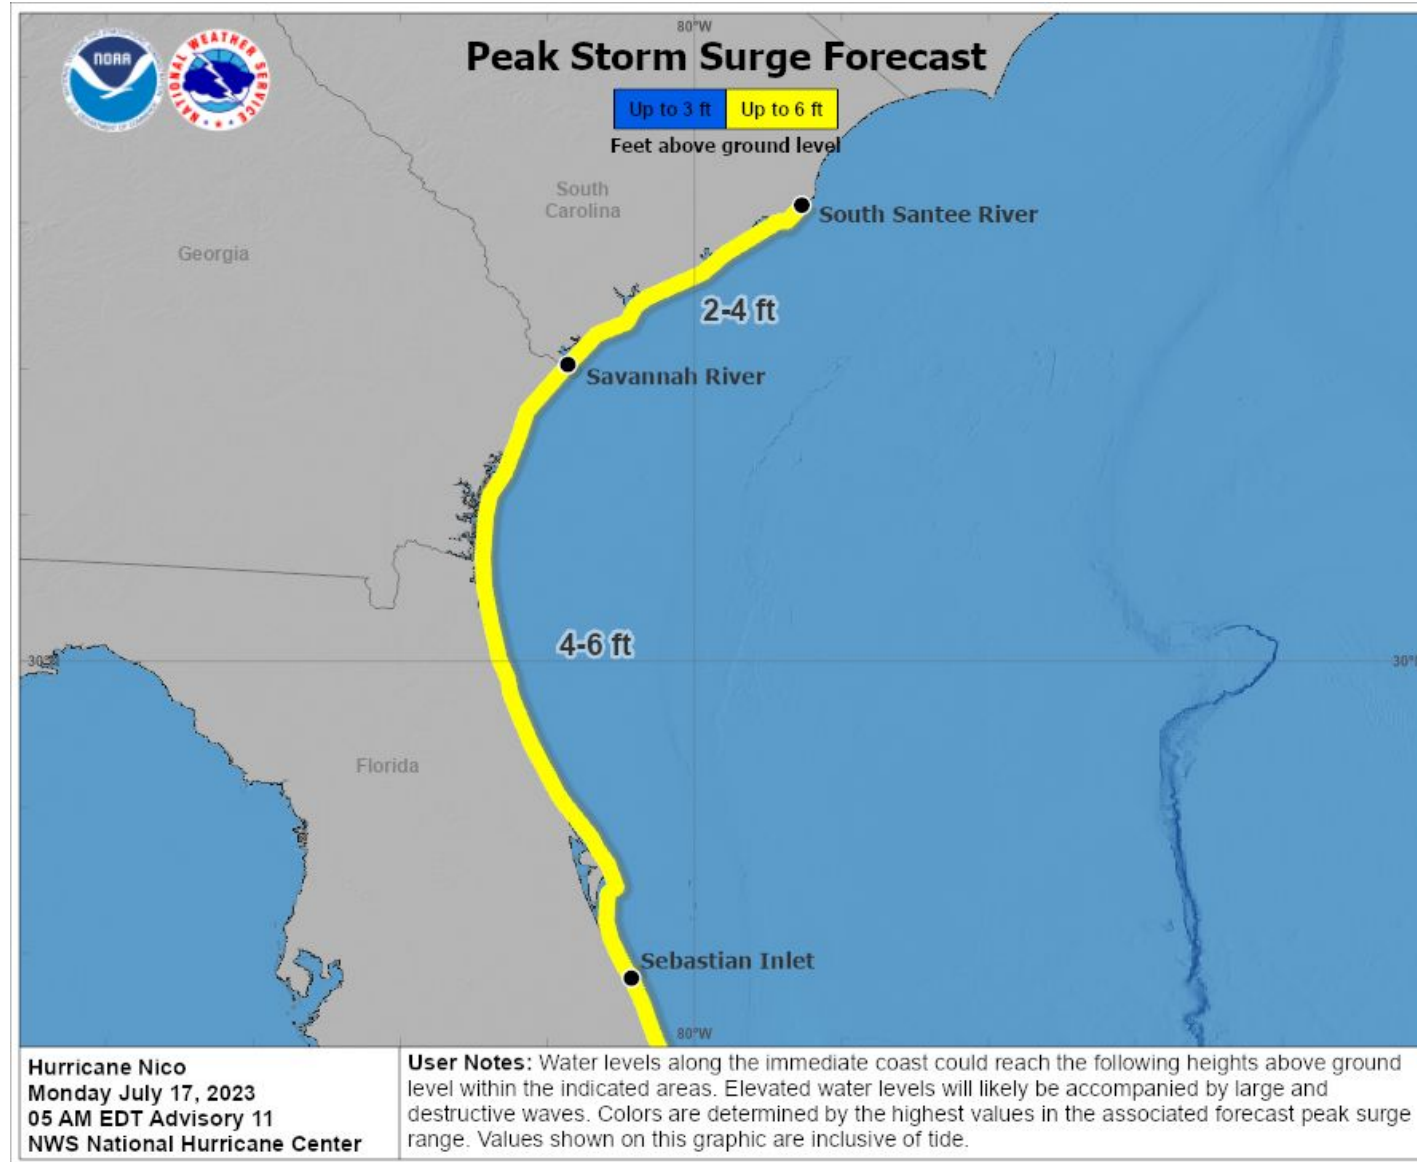 80°W
NOAA
NATIONAL WEATHER SERVICE
Peak Storm Surge Forecast
Up to 3 ft Up to 6 ft
Feet above ground level
South
Carolina
South Santee River
Georgia
2-4 ft
Savannah River
4-6 ft
30°
Florida
Sebastian Inlet
80°W
Hurricane Nico
Monday July 17, 2023
05 AM EDT Advisory 11
NWS National Hurricane Center
User Notes: Water levels along the immediate coast could reach the following heights above ground
level within the indicated areas. Elevated water levels will likely be accompanied by large and
destructive waves. Colors are determined by the highest values in the associated forecast peak surge
range. Values shown on this graphic are inclusive of tide.